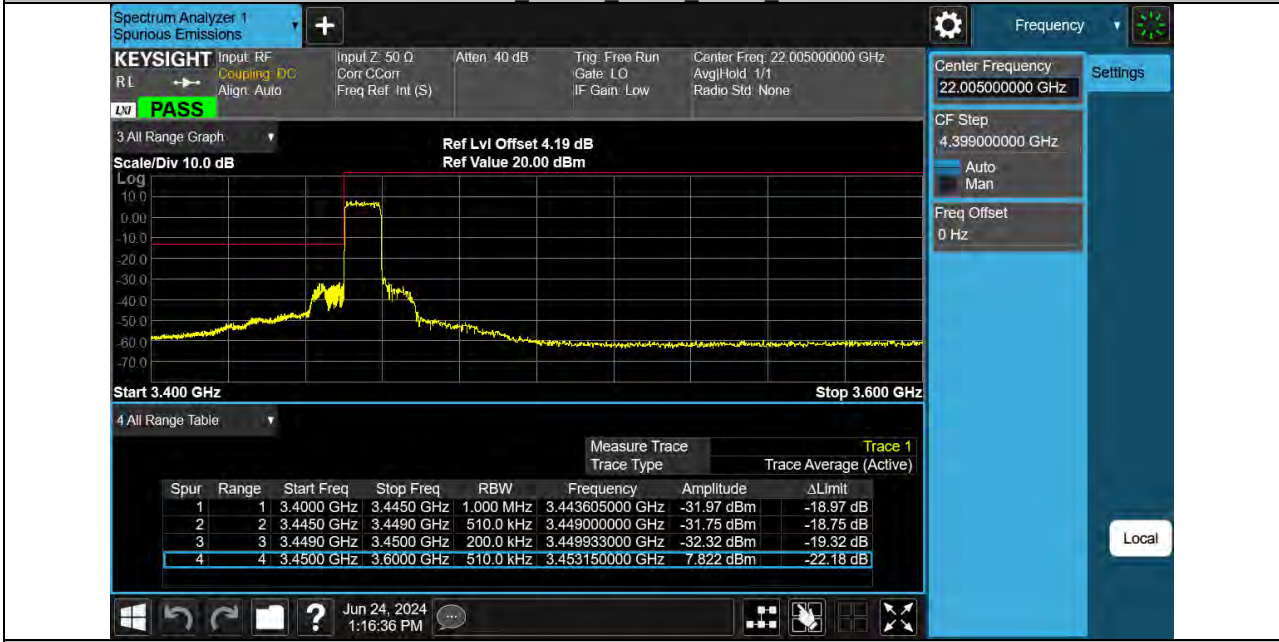 Spectrum Analyzer 1
Spurious Emissions
+
Frequency
KEYSIGHT
RL
LXI PASS
Input: RF
Coupling: DC
Align: Auto
Input Z: 50 Ω
Corr CCorr
Freq Ref: Int (S)
Atten: 40 dB
Trig: Free Run
Gate: LO
IF Gain: Low
Center Freq: 22.005000000 GHz
Avg|Hold: 1/1
Radio Std: None
Center Frequency
22.005000000 GHz
Settings
CF Step
4.399000000 GHz
Auto
Man
Freq Offset
0 Hz
3 All Range Graph
Scale/Div 10.0 dB
Ref Lvl Offset 4.19 dB
Ref Value 20.00 dBm
Log
10.0
0.00
-10.0
-20.0
-30.0
-40.0
-50.0
-60.0
-70.0
Start 3.400 GHz Stop 3.600 GHz
4 All Range Table
Measure Trace Trace 1
Trace Type Trace Average (Active)
Spur Range Start Freq Stop Freq RBW Frequency Amplitude ΔLimit
1 1 3.4000 GHz 3.4450 GHz 1.000 MHz 3.443605000 GHz -31.97 dBm -18.97 dB
2 2 3.4450 GHz 3.4490 GHz 510.0 kHz 3.449000000 GHz -31.75 dBm -18.75 dB
3 3 3.4490 GHz 3.4500 GHz 200.0 kHz 3.449933000 GHz -32.32 dBm -19.32 dB
4 4 3.4500 GHz 3.6000 GHz 510.0 kHz 3.453150000 GHz 7.822 dBm -22.18 dB
Local
?
Jun 24, 2024
1:16:36 PM